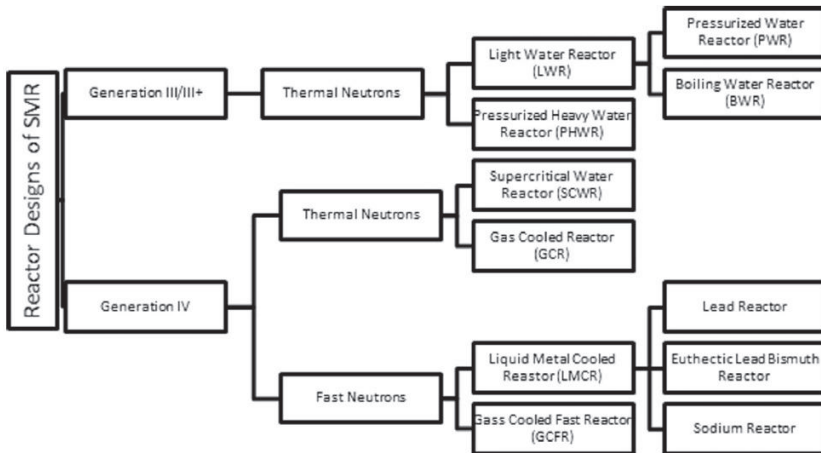 Reactor Designs of SMR
Generation III/III+
Thermal Neutrons
Light Water Reactor
(LWR)
Pressurized Water
Reactor (PWR)
Boiling Water Reactor
(BWR)
Pressurized Heavy Water
Reactor (PHWR)
Generation IV
Thermal Neutrons
Supercritical Water
Reactor (SCWR)
Gas Cooled Reactor
(GCR)
Fast Neutrons
Liquid Metal Cooled
Reastor (LMCR)
Lead Reactor
Euthectic Lead Bismuth
Reactor
Sodium Reactor
Gass Cooled Fast Reactor
(GCFR)